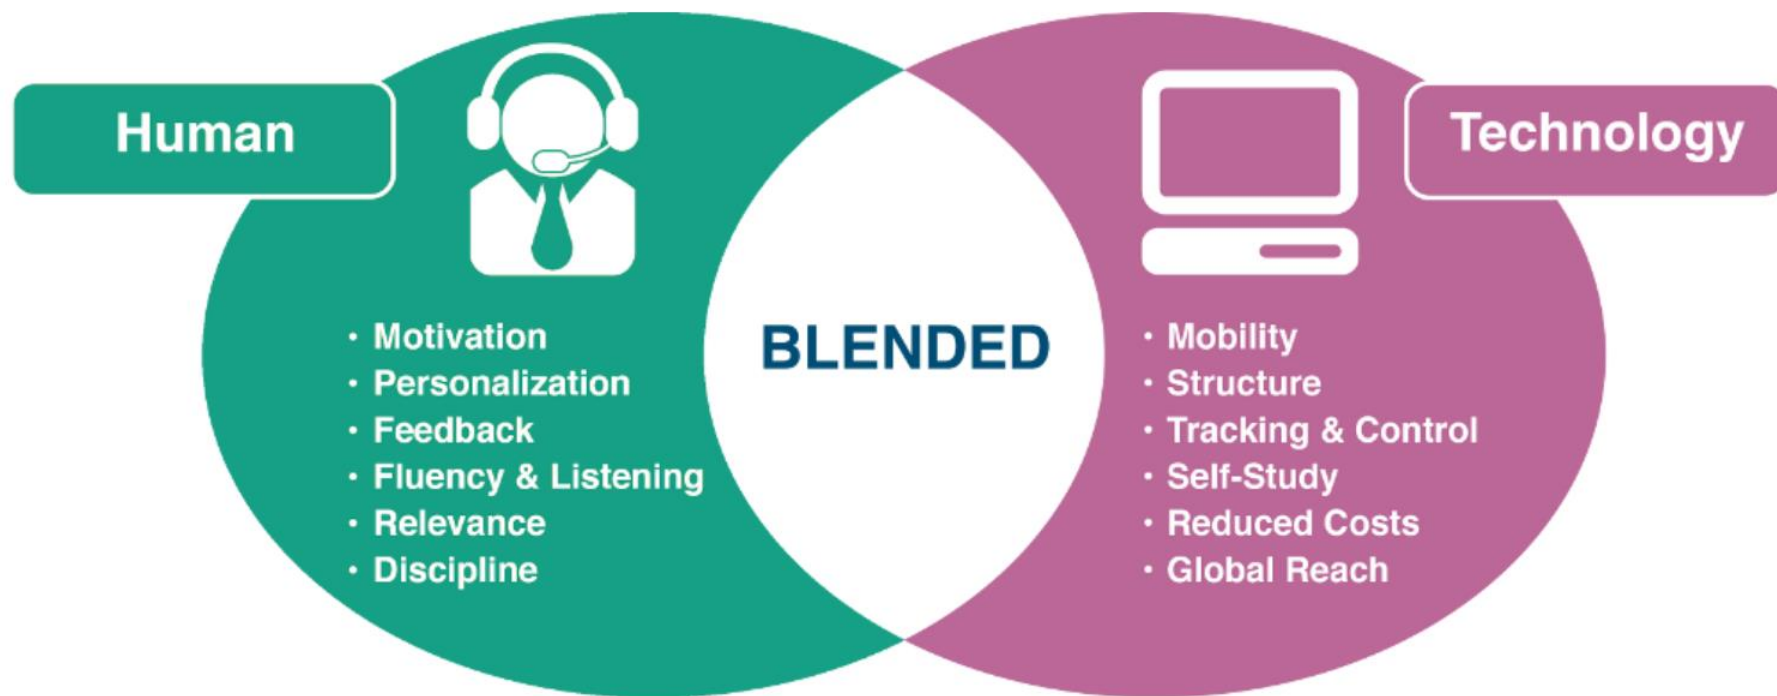 Human
• Motivation
• Personalization
• Feedback
• Fluency & Listening
• Relevance
• Discipline
BLENDED
Technology
• Mobility
• Structure
• Tracking & Control
• Self-Study
• Reduced Costs
• Global Reach